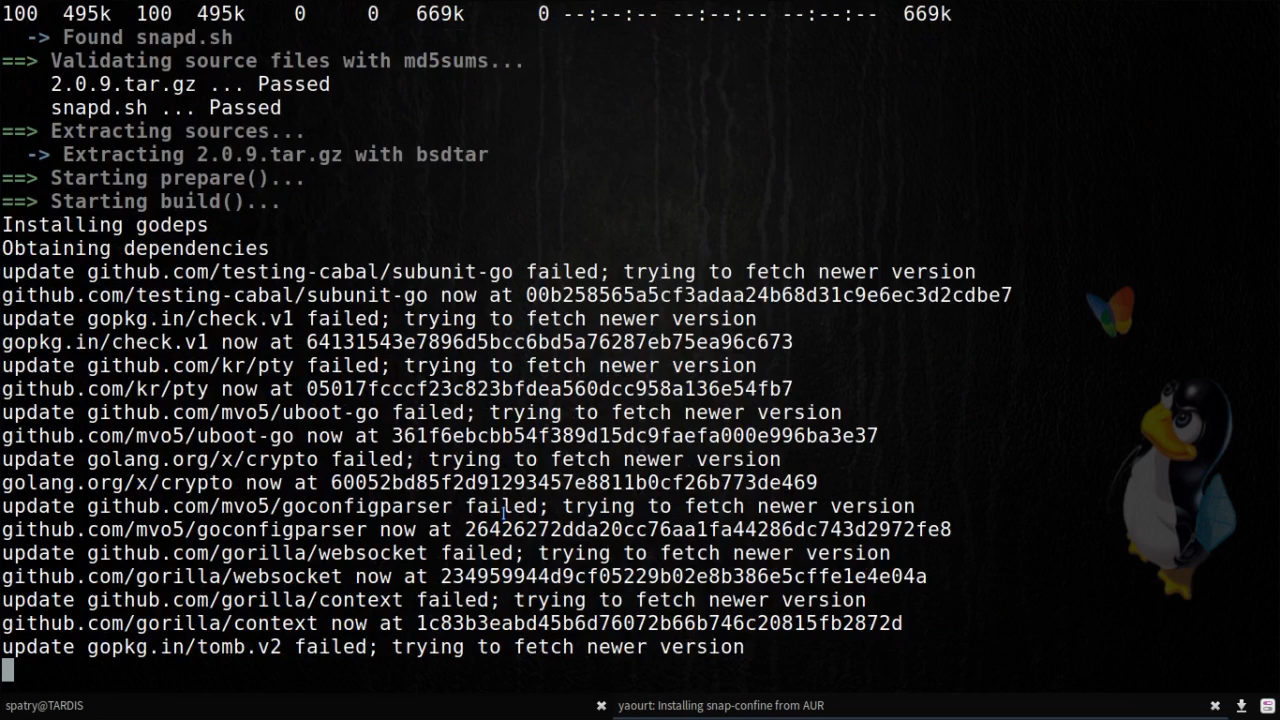 100  495k  100  495k    0     0   669k      0 --:--:-- --:--:-- --:--:--  669k
  -> Found snapd.sh
==> Validating source files with md5sums...
    2.0.9.tar.gz ... Passed
    snapd.sh ... Passed
==> Extracting sources...
  -> Extracting 2.0.9.tar.gz with bsdtar
==> Starting prepare()...
==> Starting build()...
Installing godeps
Obtaining dependencies
update github.com/testing-cabal/subunit-go failed; trying to fetch newer version
github.com/testing-cabal/subunit-go now at 00b258565a5cf3adaa24b68d31c9e6ec3d2cdbe7
update gopkg.in/check.v1 failed; trying to fetch newer version
gopkg.in/check.v1 now at 64131543e7896d5bcc6bd5a76287eb75ea96c673
update github.com/kr/pty failed; trying to fetch newer version
github.com/kr/pty now at 05017fcccf23c823bfdea560dcc958a136e54fb7
update github.com/mvo5/uboot-go failed; trying to fetch newer version
github.com/mvo5/uboot-go now at 361f6ebcbb54f389d15dc9faefa000e996ba3e37
update golang.org/x/crypto failed; trying to fetch newer version
golang.org/x/crypto now at 60052bd85f2d91293457e8811b0cf26b773de469
update github.com/mvo5/goconfigparser failed; trying to fetch newer version
github.com/mvo5/goconfigparser now at 26426272dda20cc76aa1fa44286dc743d2972fe8
update github.com/gorilla/websocket failed; trying to fetch newer version
github.com/gorilla/websocket now at 234959944d9cf05229b02e8b386e5cffe1e4e04a
update github.com/gorilla/context failed; trying to fetch newer version
github.com/gorilla/context now at 1c83b3eabd45b6d76072b66b746c20815fb2872d
update gopkg.in/tomb.v2 failed; trying to fetch newer version
spatry@TARDIS
yaourt: Installing snap-confine from AUR